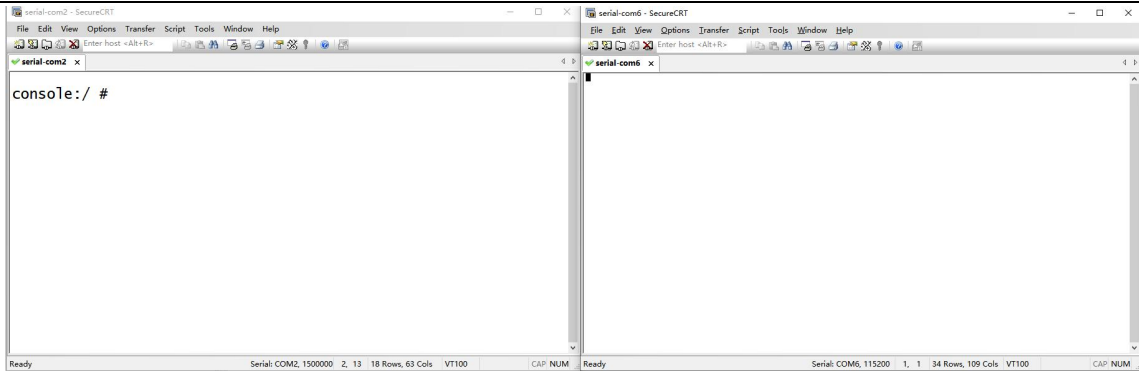 serial-com2 - SecureCRT
File Edit View Options Transfer Script Tools Window Help
Enter host <Alt+R>
serial-com2 x
console:/ #
Ready Serial: COM2, 1500000 2, 13 18 Rows, 63 Cols VT100 CAP NUM
serial-com6 - SecureCRT
File Edit View Options Transfer Script Tools Window Help
Enter host <Alt+R>
serial-com6 x
Ready Serial: COM6, 115200 1, 1 34 Rows, 109 Cols VT100 CAP NUM